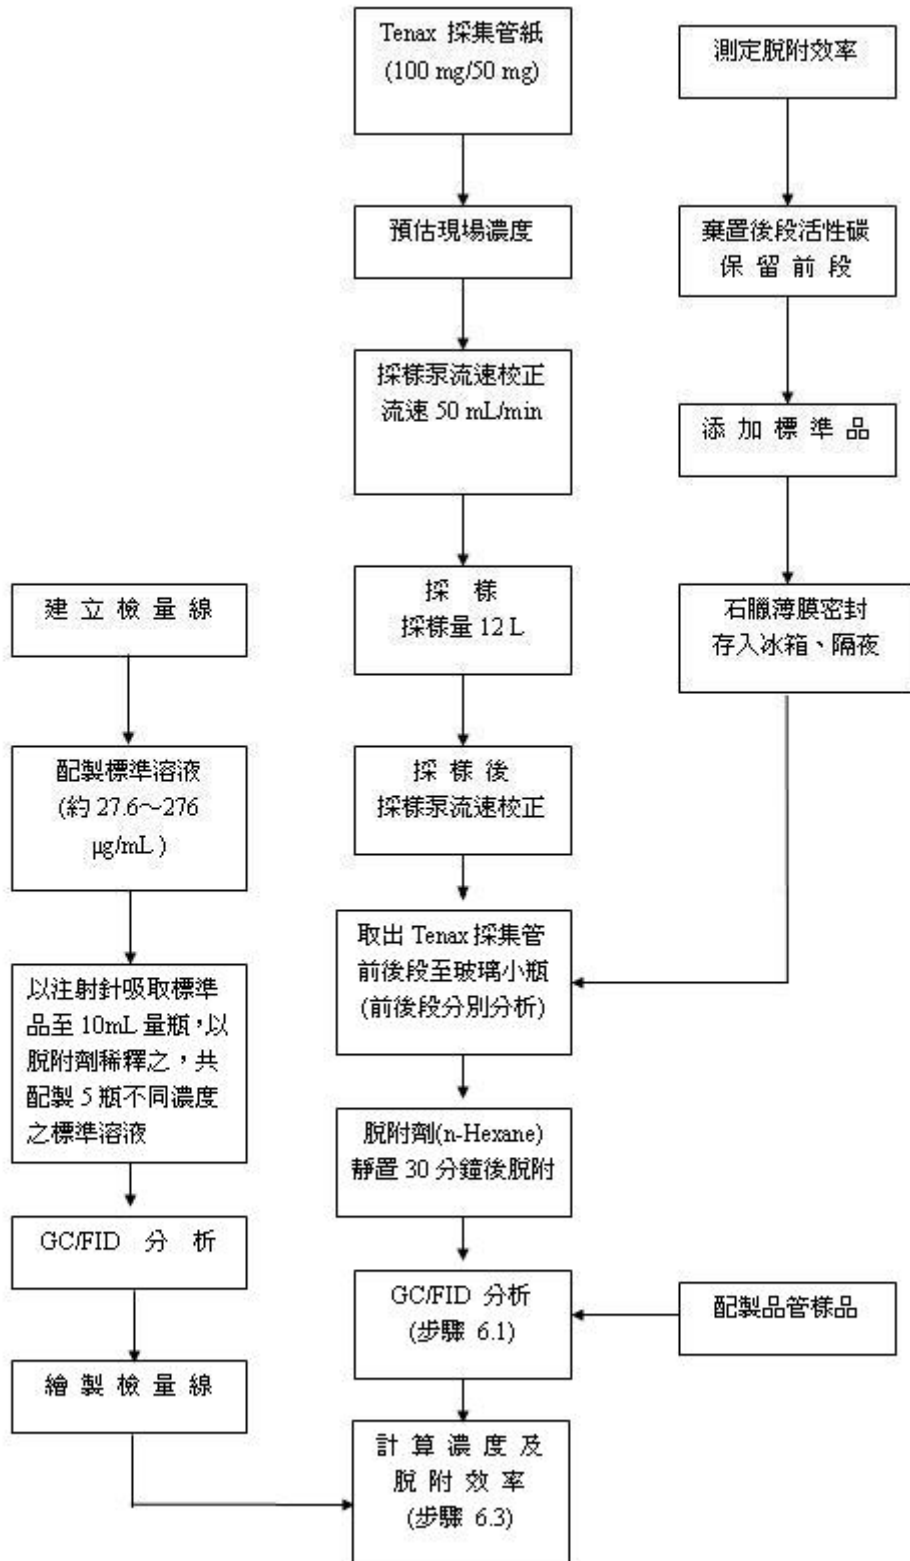 Tenax 採集管紙
(100 mg/50 mg)
預估現場濃度
採樣泵流速校正
流速 50 mL/min
採 樣
採樣量 12 L
採 樣 後
採樣泵流速校正
取出 Tenax 採集管
前後段至玻璃小瓶
(前後段分別分析)
脫附劑(n-Hexane)
靜置 30 分鐘後脫附
GC/FID 分析
(步驟 6.1)
計 算 濃 度 及
脫 附 效 率
(步驟 6.3)
測定脫附效率
棄置後段活性碳
保 留 前 段
添 加 標 準 品
石臘薄膜密封
存入冰箱、隔夜
配製品管樣品
建 立 檢 量 線
配製標準溶液
(約 27.6～276
μg/mL )
以注射針吸取標準
品至 10mL 量瓶，以
脫附劑稀釋之，共
配製 5 瓶不同濃度
之標準溶液
GC/FID 分 析
繪 製 檢 量 線